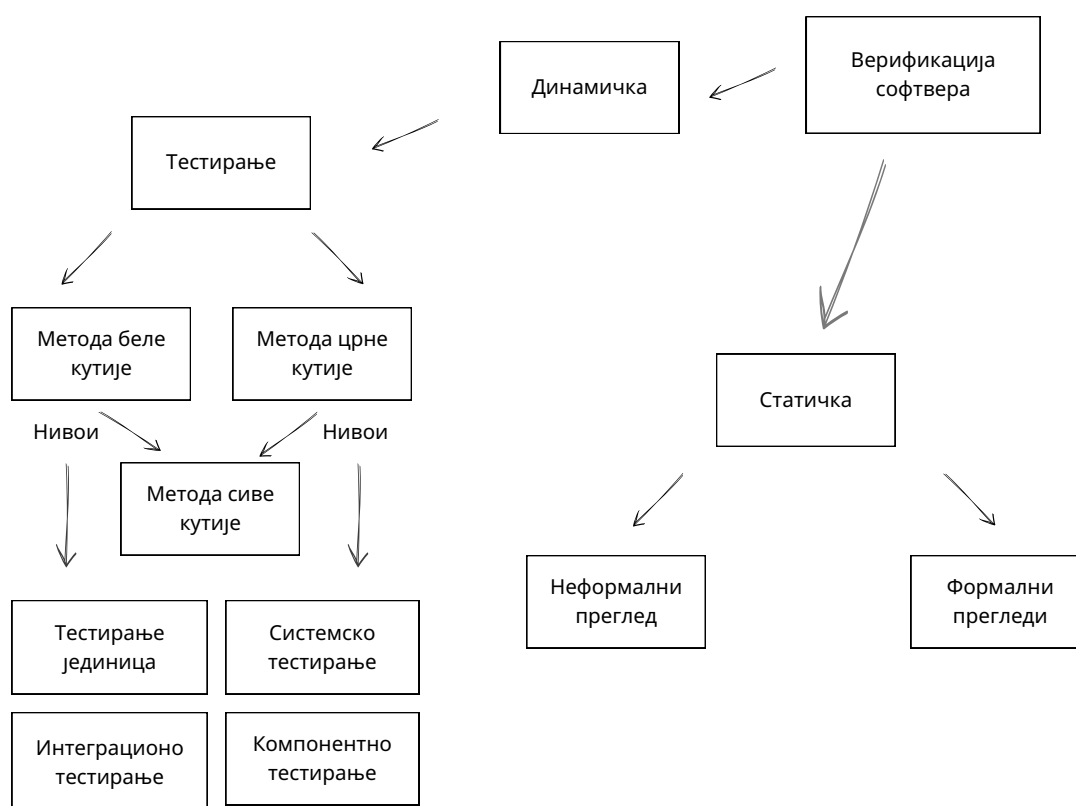 Верификација
софтвера
Динамичка
Тестирање
Метода беле
кутије
Метода црне
кутије
Статичка
Нивои
Нивои
Метода сиве
кутије
Неформални
преглед
Формални
прегледи
Тестирање
јединица
Системско
тестирање
Интеграционо
тестирање
Компонентно
тестирање